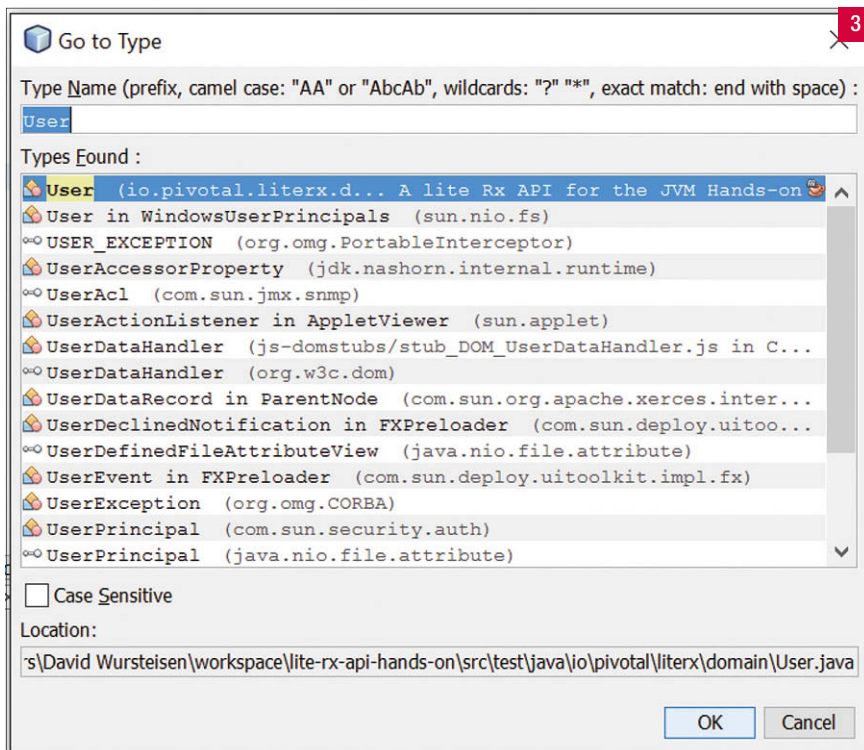 3
Go to Type
Type Name (prefix, camel case: "AA" or "AbcAb", wildcards: "?" "*", exact match: end with space) :
User
Types Found :
User (io.pivotal.literx.d... A lite Rx API for the JVM Hands-on
User in WindowsUserPrincipals (sun.nio.fs)
USER_EXCEPTION (org.omg.PortableInterceptor)
UserAccessorProperty (jdk.nashorn.internal.runtime)
UserAcl (com.sun.jmx.snmp)
UserActionListener in AppletViewer (sun.applet)
UserDataHandler (js-domstubs/stub_DOM_UserDataHandler.js in C...
UserDataHandler (org.w3c.dom)
UserDataRecord in ParentNode (com.sun.org.apache.xerces.inter...
UserDeclinedNotification in FXPreloader (com.sun.deploy.uitoo...
UserDefinedFileAttributeView (java.nio.file.attribute)
UserEvent in FXPreloader (com.sun.deploy.uitoolkit.impl.fx)
UserException (org.omg.CORBA)
UserPrincipal (com.sun.security.auth)
UserPrincipal (java.nio.file.attribute)
Case Sensitive
Location:
's\David Wursteisen\workspace\lite-rx-api-hands-on\src\test\java\io\pivotal\literx\domain\User.java
OK Cancel